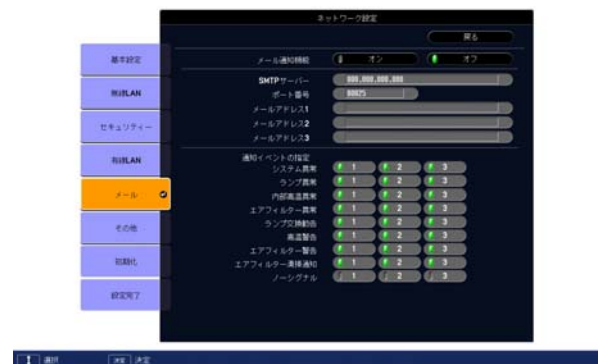 ネットワーク設定
戻る
基本設定
無線LAN
セキュリティー
有線LAN
メール
その他
初期化
設定完了
メール通知機能 オン オフ
SMTPサーバー 000.000.000.000
ポート番号 00025
メールアドレス1
メールアドレス2
メールアドレス3
通知イベントの指定
システム異常 1 2 3
ランプ異常 1 2 3
内部高温異常 1 2 3
エアフィルター異常 1 2 3
ランプ交換勧告 1 2 3
高温警告 1 2 3
エアフィルター警告 1 2 3
エアフィルター清掃通知 1 2 3
ノーシグナル 1 2 3
選択 決定 決定